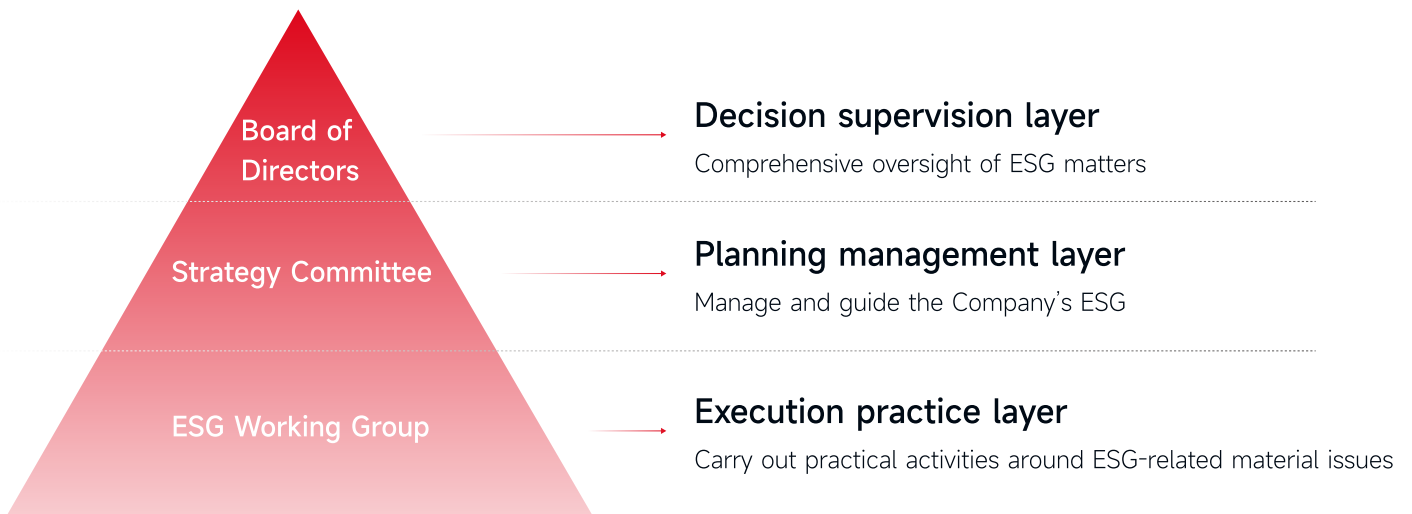 Board of
Directors
Decision supervision layer
Comprehensive oversight of ESG matters
Strategy Committee
Planning management layer
Manage and guide the Company’s ESG
ESG Working Group
Execution practice layer
Carry out practical activities around ESG-related material issues